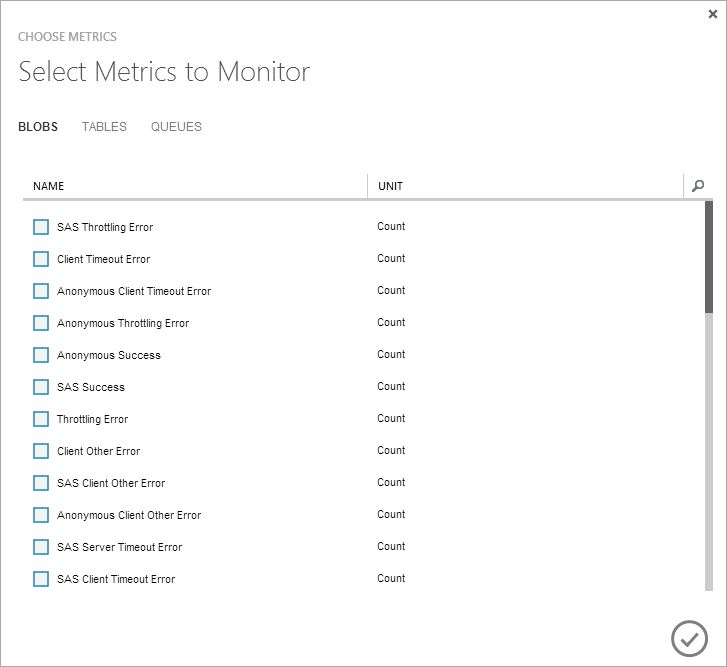 CHOOSE METRICS
Select Metrics to Monitor
BLOBS TABLES QUEUES
NAME UNIT
SAS Throttling Error Count
Client Timeout Error Count
Anonymous Client Timeout Error Count
Anonymous Throttling Error Count
Anonymous Success Count
SAS Success Count
Throttling Error Count
Client Other Error Count
SAS Client Other Error Count
Anonymous Client Other Error Count
SAS Server Timeout Error Count
SAS Client Timeout Error Count